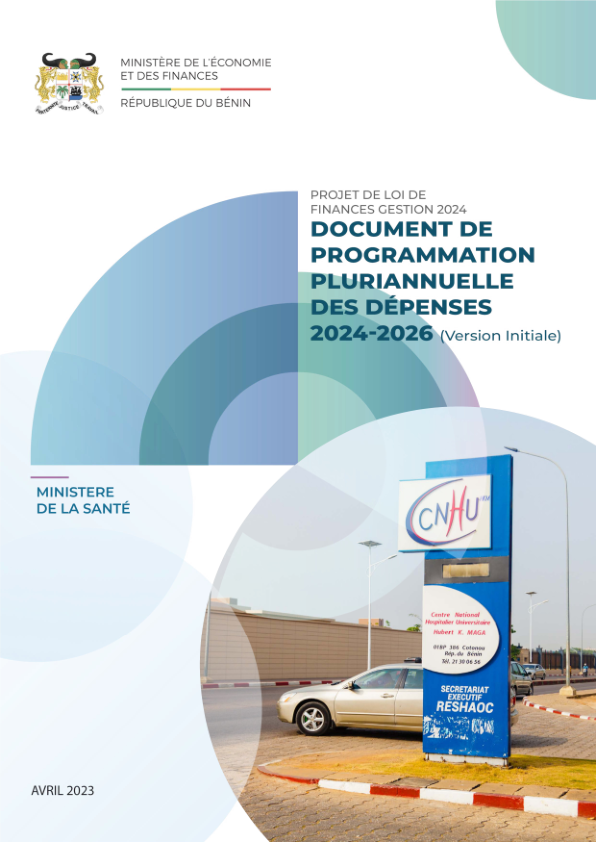 MINISTÈRE DE L'ÉCONOMIE
ET DES FINANCES
RÉPUBLIQUE DU BÉNIN
FRATERNITÉ JUSTICE TRAVAIL
PROJET DE LOI DE
FINANCES GESTION 2024
DOCUMENT DE
PROGRAMMATION
PLURIANNUELLE
DES DÉPENSES
2024-2026 (Version Initiale)
MINISTERE
DE LA SANTÉ
CNHU
Centre National
Hospitalier Universitaire
Hubert K. MAGA
01BP 386 Cotonou
Rép. du Bénin
Tél. 21 30 06 56
SECRETARIAT
EXECUTIF
RESHAOC
AVRIL 2023